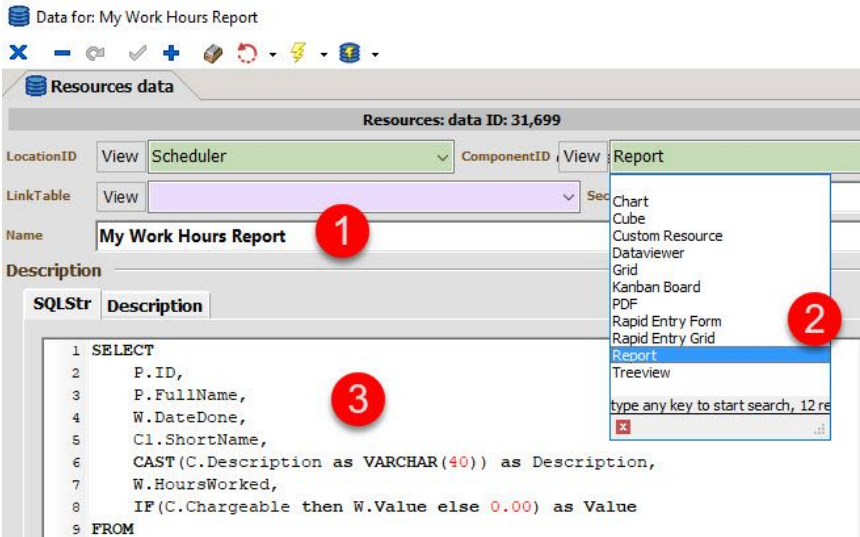 Data for: My Work Hours Report
Resources data
Resources: data ID: 31,699
LocationID View Scheduler ComponentID View Report
LinkTable View Sec
Name My Work Hours Report 1
Chart
Cube
Custom Resource
Dataviewer
Grid
Kanban Board
PDF
Rapid Entry Form
Rapid Entry Grid
Report
Treeview
type any key to start search, 12 re
2
Description
SQLStr Description
1 SELECT
2 P.ID,
3 P.FullName,
4 W.DateDone,
5 C1.ShortName,
6 CAST(C.Description as VARCHAR(40)) as Description,
7 W.HoursWorked,
8 IF(C.Chargeable then W.Value else 0.00) as Value
9 FROM
3